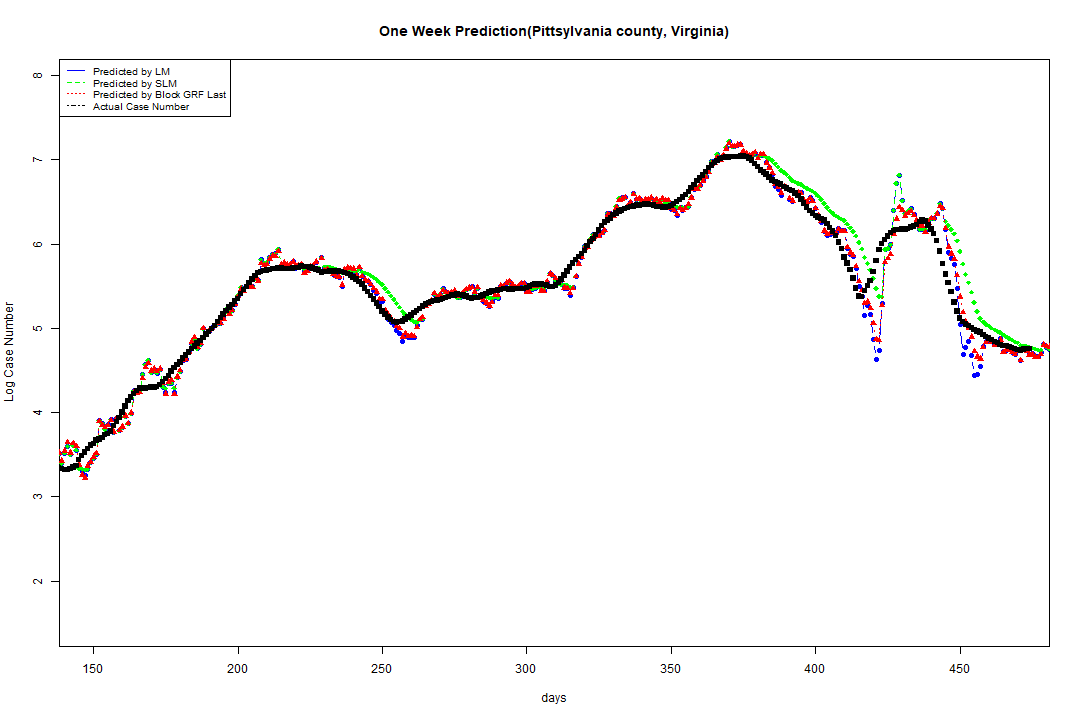 One Week Prediction(Pittsylvania county, Virginia)
Predicted by LM
Predicted by SLM
Predicted by Block GRF Last
Actual Case Number
Log Case Number
8
7
6
5
4
3
2
150 200 250 300 350 400 450
days